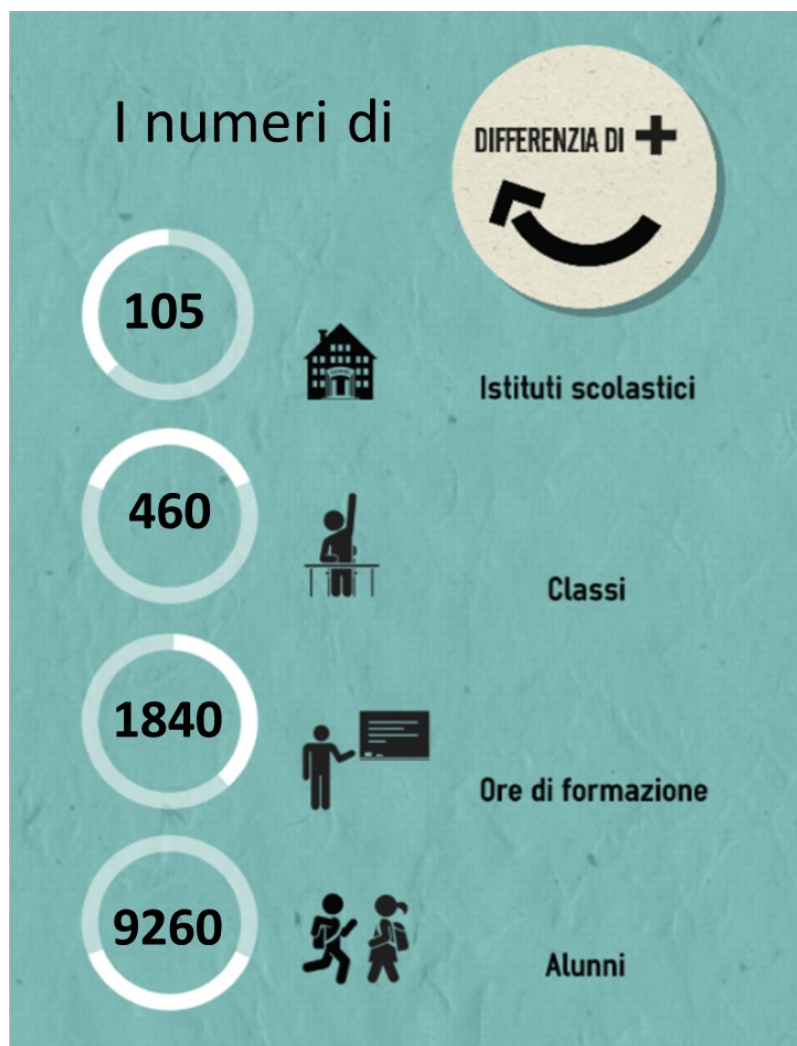 I numeri di
DIFFERENZIA DI +
105
Istituti scolastici
460
Classi
1840
Ore di formazione
9260
Alunni